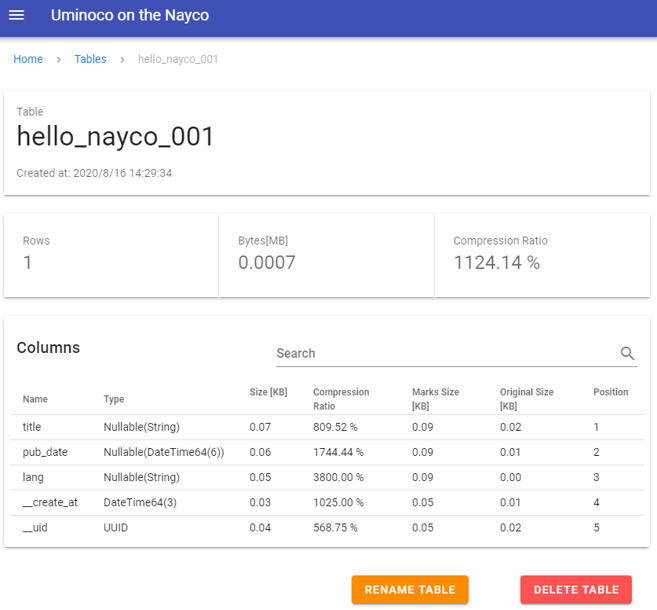 Uminoco on the Nayco
Home > Tables > hello_nayco_001
Table
hello_nayco_001
Created at: 2020/8/16 14:29:34
Rows Bytes[MB] Compression Ratio
1 0.0007 1124.14 %
Columns Search
Name Type Size [KB] Compression Ratio Marks Size [KB] Original Size [KB] Position
title Nullable(String) 0.07 809.52 % 0.09 0.02 1
pub_date Nullable(DateTime64(6)) 0.06 1744.44 % 0.09 0.01 2
lang Nullable(String) 0.05 3800.00 % 0.09 0.00 3
__create_at DateTime64(3) 0.03 1025.00 % 0.05 0.01 4
__uid UUID 0.04 568.75 % 0.05 0.02 5
RENAME TABLE DELETE TABLE